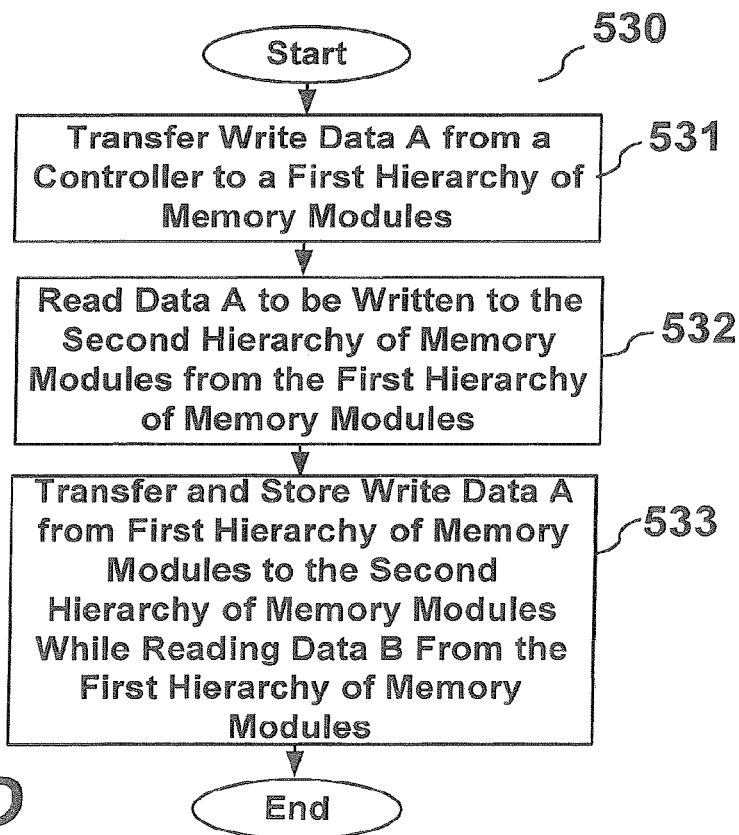 530
Start
Transfer Write Data A from a
Controller to a First Hierarchy of
Memory Modules
531
Read Data A to be Written to the
Second Hierarchy of Memory
Modules from the First Hierarchy
of Memory Modules
532
Transfer and Store Write Data A
from First Hierarchy of Memory
Modules to the Second
Hierarchy of Memory Modules
While Reading Data B From the
First Hierarchy of Memory
Modules
533
End